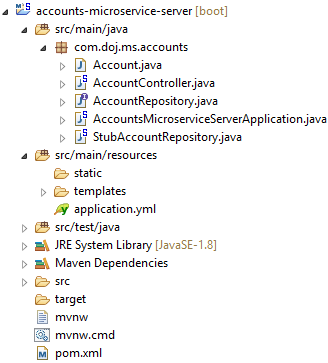 accounts-microservice-server [boot]
src/main/java
com.doj.ms.accounts
Account.java
AccountController.java
AccountRepository.java
AccountsMicroserviceServerApplication.java
StubAccountRepository.java
src/main/resources
static
templates
application.yml
src/test/java
JRE System Library [JavaSE-1.8]
Maven Dependencies
src
target
mvnw
mvnw.cmd
pom.xml